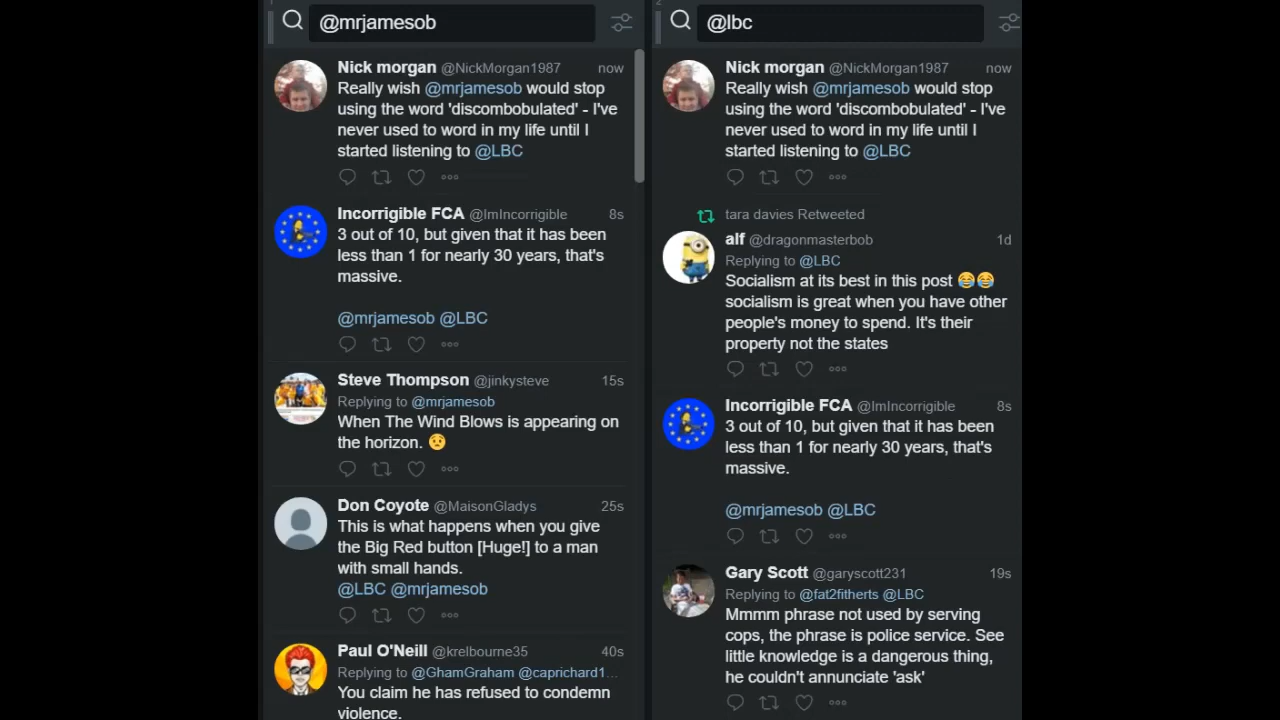 @mrjamesob
Nick morgan @NickMorgan1987 now
Really wish @mrjamesob would stop
using the word 'discombobulated' - I've
never used to word in my life until I
started listening to @LBC
Incorrigible FCA @ImIncorrigible 8s
3 out of 10, but given that it has been
less than 1 for nearly 30 years, that's
massive.
@mrjamesob @LBC
Steve Thompson @jinkysteve 15s
Replying to @mrjamesob
When The Wind Blows is appearing on
the horizon. 😟
Don Coyote @MaisonGladys 25s
This is what happens when you give
the Big Red button [Huge!] to a man
with small hands.
@LBC @mrjamesob
Paul O'Neill @krelbourne35 40s
Replying to @GhamGraham @caprichard1...
You claim he has refused to condemn
violence.
@lbc
Nick morgan @NickMorgan1987 now
Really wish @mrjamesob would stop
using the word 'discombobulated' - I've
never used to word in my life until I
started listening to @LBC
tara davies Retweeted
alf @dragonmasterbob 1d
Replying to @LBC
Socialism at its best in this post 😂😂
socialism is great when you have other
people's money to spend. It's their
property not the states
Incorrigible FCA @ImIncorrigible 8s
3 out of 10, but given that it has been
less than 1 for nearly 30 years, that's
massive.
@mrjamesob @LBC
Gary Scott @garyscott231 19s
Replying to @fat2fitherts @LBC
Mmmm phrase not used by serving
cops, the phrase is police service. See
little knowledge is a dangerous thing,
he couldn't annunciate 'ask'